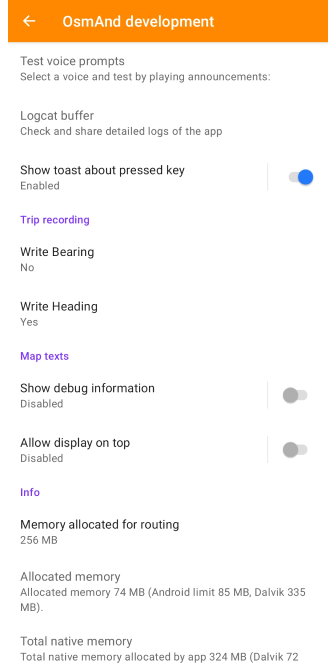 OsmAnd development
Test voice prompts
Select a voice and test by playing announcements:
Logcat buffer
Check and share detailed logs of the app
Show toast about pressed key
Enabled
Trip recording
Write Bearing
No
Write Heading
Yes
Map texts
Show debug information
Disabled
Allow display on top
Disabled
Info
Memory allocated for routing
256 MB
Allocated memory
Allocated memory 74 MB (Android limit 85 MB, Dalvik 335
MB).
Total native memory
Total native memory allocated by app 324 MB (Dalvik 72